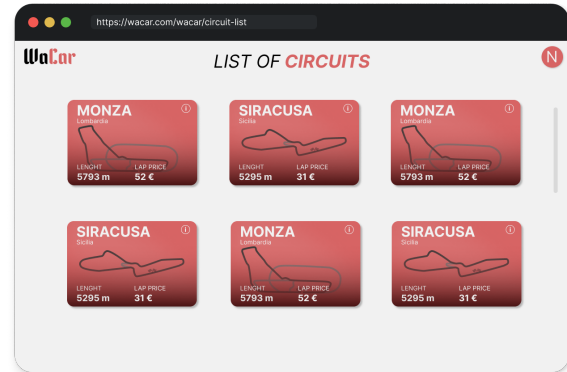 https://wacar.com/wacar/circuit-list
WaCar
LIST OF CIRCUITS
N
MONZA
Lombardia
LENGHT LAP PRICE
5793 m 52 €
SIRACUSA
Sicilia
LENGHT LAP PRICE
5295 m 31 €
MONZA
Lombardia
LENGHT LAP PRICE
5793 m 52 €
SIRACUSA
Sicilia
LENGHT LAP PRICE
5295 m 31 €
MONZA
Lombardia
LENGHT LAP PRICE
5793 m 52 €
SIRACUSA
Sicilia
LENGHT LAP PRICE
5295 m 31 €